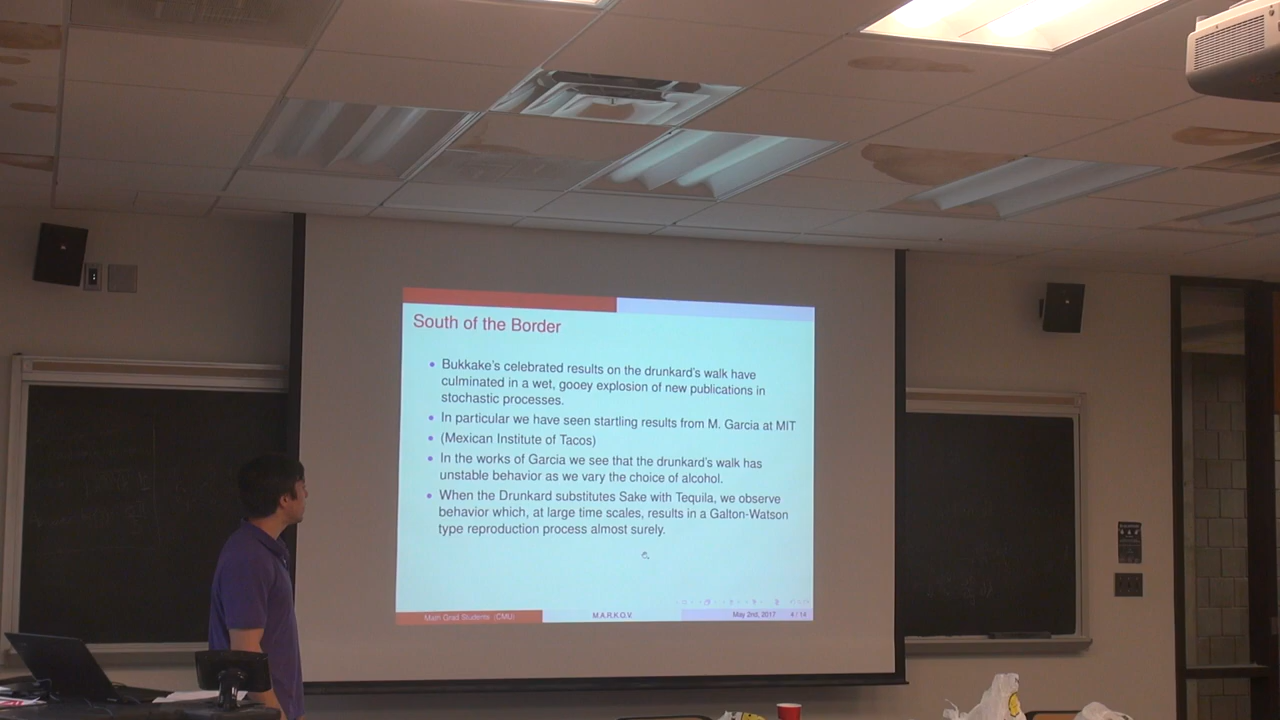 South of the Border
Bukkake's celebrated results on the drunkard's walk have
culminated in a wet, gooey explosion of new publications in
stochastic processes.
In particular we have seen startling results from M. Garcia at MIT
(Mexican Institute of Tacos)
In the works of Garcia we see that the drunkard's walk has
unstable behavior as we vary the choice of alcohol.
When the Drunkard substitutes Sake with Tequila, we observe
behavior which, at large time scales, results in a Galton-Watson
type reproduction process almost surely.
Math Grad Students (CMU)
M.A.R.K.O.V.
May 2nd, 2017
4 / 14